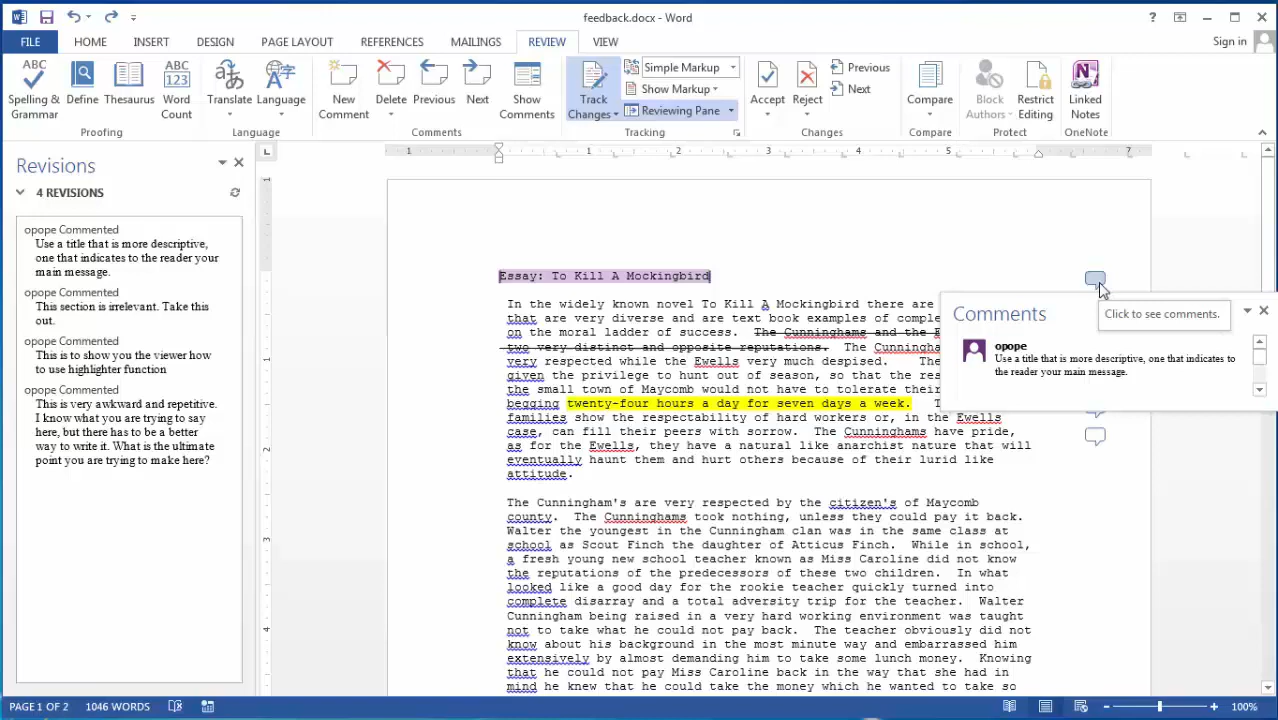 feedback.docx - Word
?
FILE HOME INSERT DESIGN PAGE LAYOUT REFERENCES MAILINGS REVIEW VIEW Sign in
ABC Spelling & Grammar
Define
Thesaurus
ABC 123 Word Count
Translate
Language
New Comment
Delete
Previous
Next
Show Comments
Track Changes
Simple Markup
Show Markup
Reviewing Pane
Accept
Reject
Previous
Next
Compare
Block Authors
Restrict Editing
Linked Notes
Proofing Language Comments Tracking Changes Compare Protect OneNote
Revisions
4 REVISIONS
opope Commented
Use a title that is more descriptive,
one that indicates to the reader your
main message.
opope Commented
This section is irrelevant. Take this
out.
opope Commented
This is to show you the viewer how
to use highlighter function
opope Commented
This is very awkward and repetitive.
I know what you are trying to say
here, but there has to be a better
way to write it. What is the ultimate
point you are trying to make here?
1 1 2 3 4 5 7
1
1
2
3
4
Essay: To Kill A Mockingbird
In the widely known novel To Kill A Mockingbird there are
that are very diverse and are text book examples of comple
on the moral ladder of success. The Cunninghams and the E
two very distinct and opposite reputations. The Cunningha
very respected while the Ewells very much despised. The
given the privilege to hunt out of season, so that the res
the small town of Maycomb would not have to tolerate their
begging twenty-four hours a day for seven days a week. T
families show the respectability of hard workers or, in the Ewells
case, can fill their peers with sorrow. The Cunninghams have pride,
as for the Ewells, they have a natural like anarchist nature that will
eventually haunt them and hurt others because of their lurid like
attitude.
The Cunningham's are very respected by the citizen's of Maycomb
county. The Cunninghams took nothing, unless they could pay it back.
Walter the youngest in the Cunningham clan was in the same class at
school as Scout Finch the daughter of Atticus Finch. While in school,
a fresh young new school teacher known as Miss Caroline did not know
the reputations of the predecessors of these two children. In what
looked like a good day for the rookie teacher quickly turned into
complete disarray and a total adversity trip for the teacher. Walter
Cunningham being raised in a very hard working environment was taught
not to take what he could not pay back. The teacher obviously did not
know about his background in the most minute way and embarrassed him
extensively by almost demanding him to take some lunch money. Knowing
that he could not pay Miss Caroline back in the way that she had in
mind he knew that he could take the money which he wanted to take so
Comments
Click to see comments.
opope
Use a title that is more descriptive, one that indicates to
the reader your main message.
PAGE 1 OF 2 1046 WORDS 100%